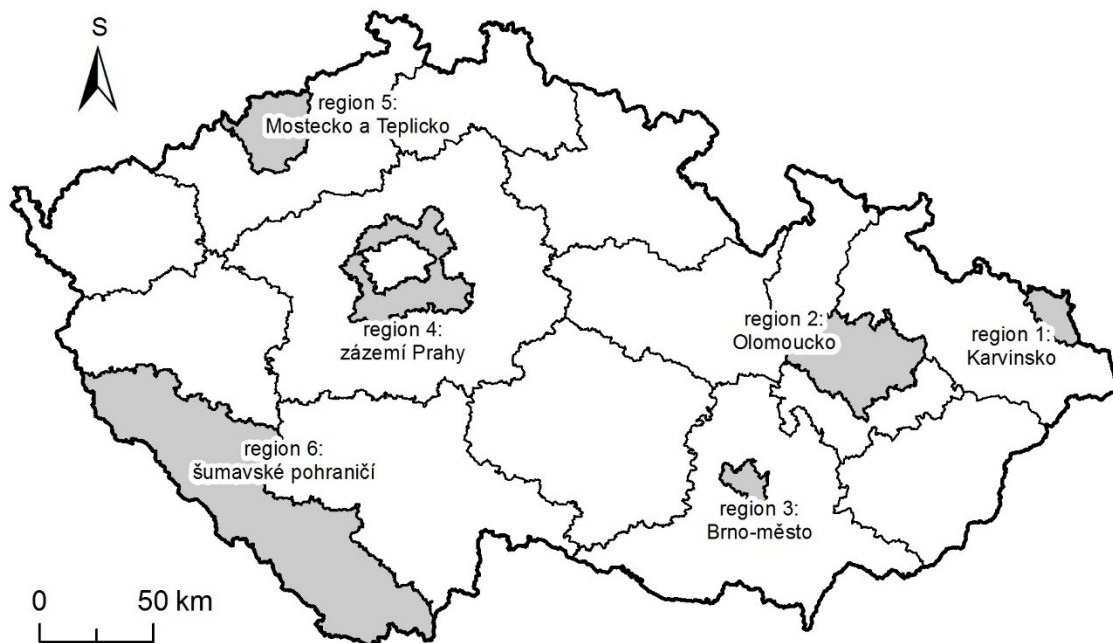 S
region 5:
Mostecko a Teplicko
region 4:
zázemí Prahy
region 2:
Olomoucko
region 1:
Karvinsko
region 6:
šumavské pohraničí
region 3:
Brno-město
0 50 km